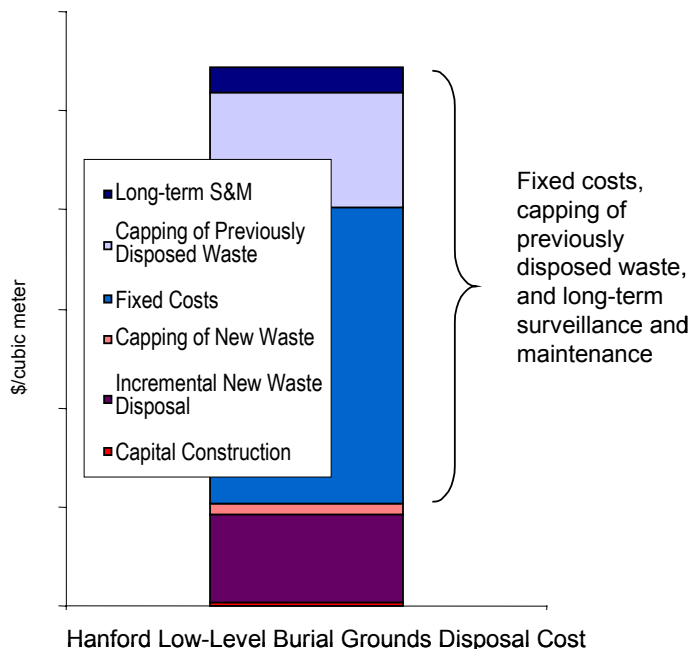 $/cubic meter
Long-term S&M
Capping of Previously
Disposed Waste
Fixed Costs
Capping of New Waste
Incremental New Waste
Disposal
Capital Construction
Fixed costs,
capping of
previously
disposed waste,
and long-term
surveillance and
maintenance
Hanford Low-Level Burial Grounds Disposal Cost